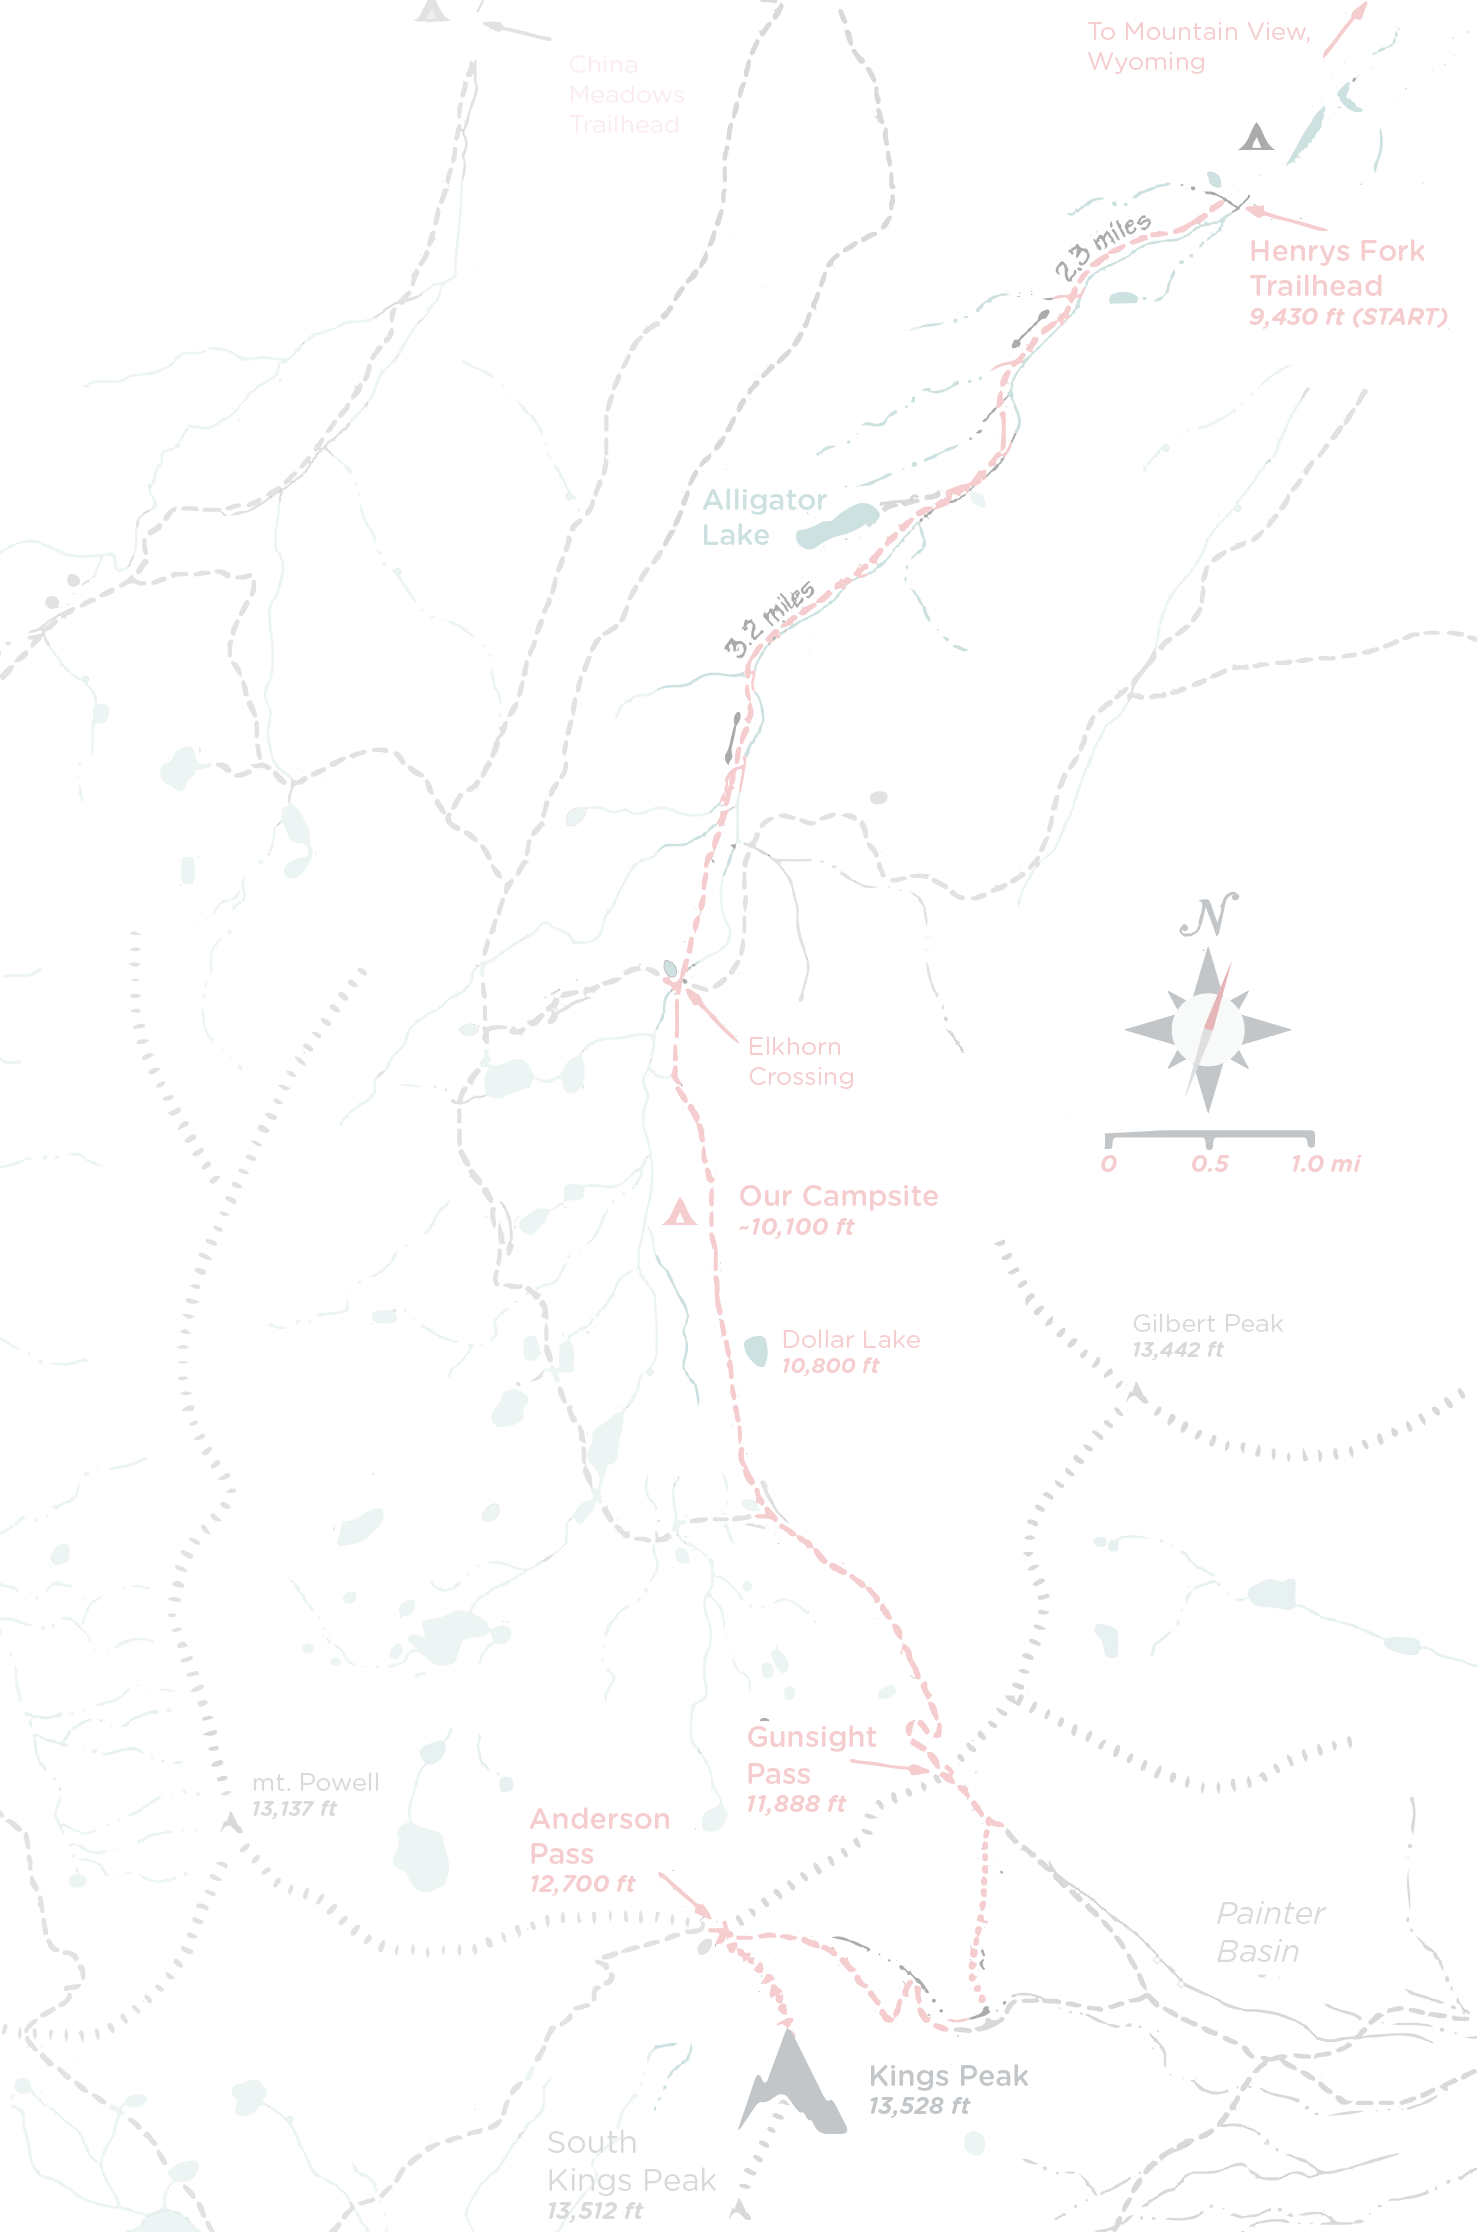 To Mountain View,
Wyoming
China
Meadows
Trailhead
2.3 miles
Henrys Fork
Trailhead
9,430 ft (START)
Alligator
Lake
3.2 miles
N
Elkhorn
Crossing
0 0.5 1.0 mi
Our Campsite
~10,100 ft
Dollar Lake
10,800 ft
Gilbert Peak
13,442 ft
Gunsight
Pass
11,888 ft
mt. Powell
13,137 ft
Anderson
Pass
12,700 ft
Painter
Basin
Kings Peak
13,528 ft
South
Kings Peak
13,512 ft